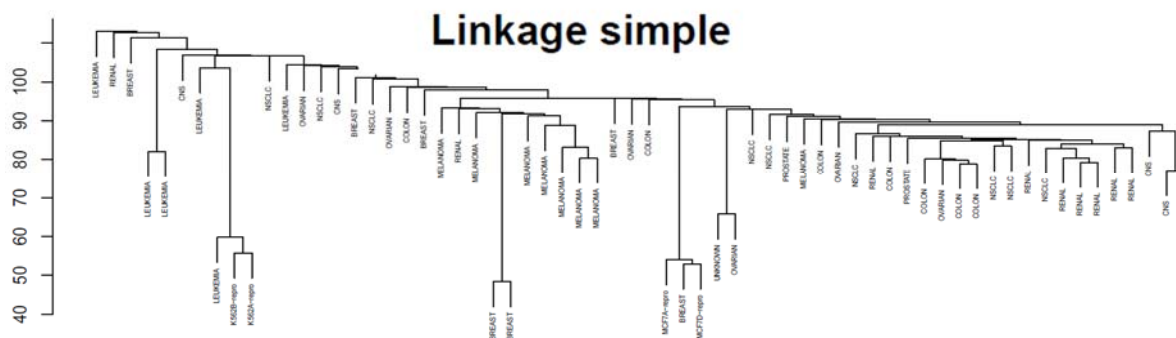 Linkage simple
100
90
80
70
60
50
40
LEUKEMIA
RENAL
BREAST
LEUKEMIA
LEUKEMIA
CNS
LEUKEMIA
LEUKEMIA
K562B-repro
K562A-repro
NSCLC
LEUKEMIA
OVARIAN
NSCLC
CNS
BREAST
NSCLC
OVARIAN
COLON
BREAST
MELANOMA
RENAL
MELANOMA
BREAST
BREAST
MELANOMA
MELANOMA
MELANOMA
MELANOMA
MELANOMA
BREAST
OVARIAN
COLON
MCF7A-repro
BREAST
MCF7D-repro
UNKNOWN
OVARIAN
NSCLC
NSCLC
PROSTATE
MELANOMA
COLON
OVARIAN
NSCLC
RENAL
COLON
PROSTATE
COLON
OVARIAN
COLON
COLON
NSCLC
NSCLC
RENAL
NSCLC
RENAL
RENAL
RENAL
RENAL
RENAL
CNS
CNS